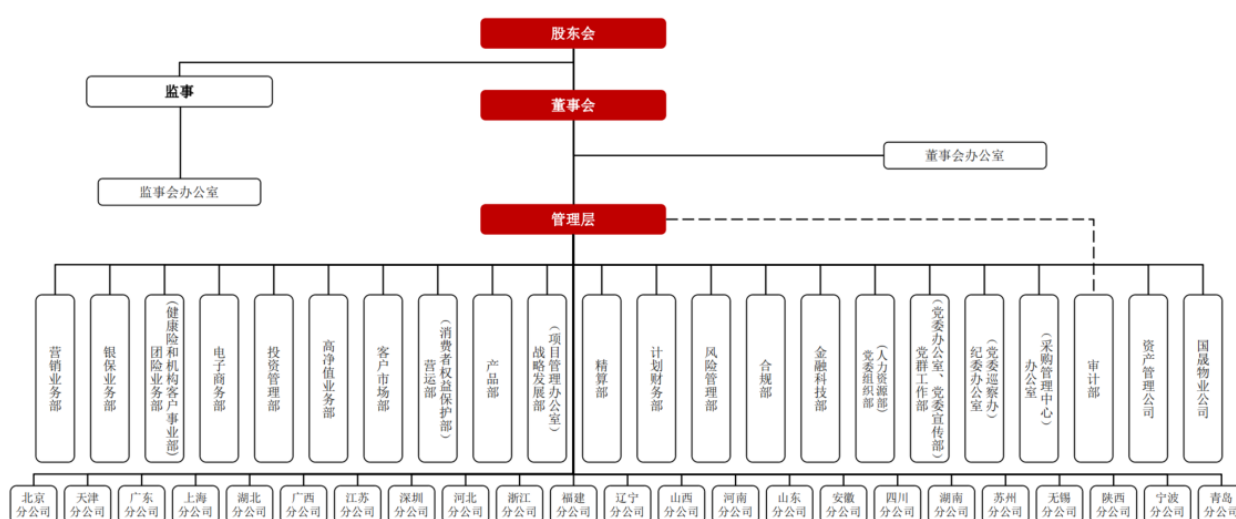 股东会
监事
董事会
董事会办公室
监事会办公室
管理层
营销业务部
银保业务部
团险业务部
（健康险和机构客户事业部）
电子商务部
投资管理部
高净值业务部
客户市场部
营运部
（消费者权益保护部）
产品部
战略发展部
（项目管理办公室）
精算部
计划财务部
风险管理部
合规部
金融科技部
党委组织部
（人力资源部）
党群工作部
（党委办公室、党委宣传部）
纪委办公室
（党委巡察办）
办公室
（采购管理中心）
审计部
资产管理公司
国晟物业公司
北京
分公司
天津
分公司
广东
分公司
上海
分公司
湖北
分公司
广西
分公司
江苏
分公司
深圳
分公司
河北
分公司
浙江
分公司
福建
分公司
辽宁
分公司
山西
分公司
河南
分公司
山东
分公司
安徽
分公司
四川
分公司
湖南
分公司
苏州
分公司
无锡
分公司
陕西
分公司
宁波
分公司
青岛
分公司